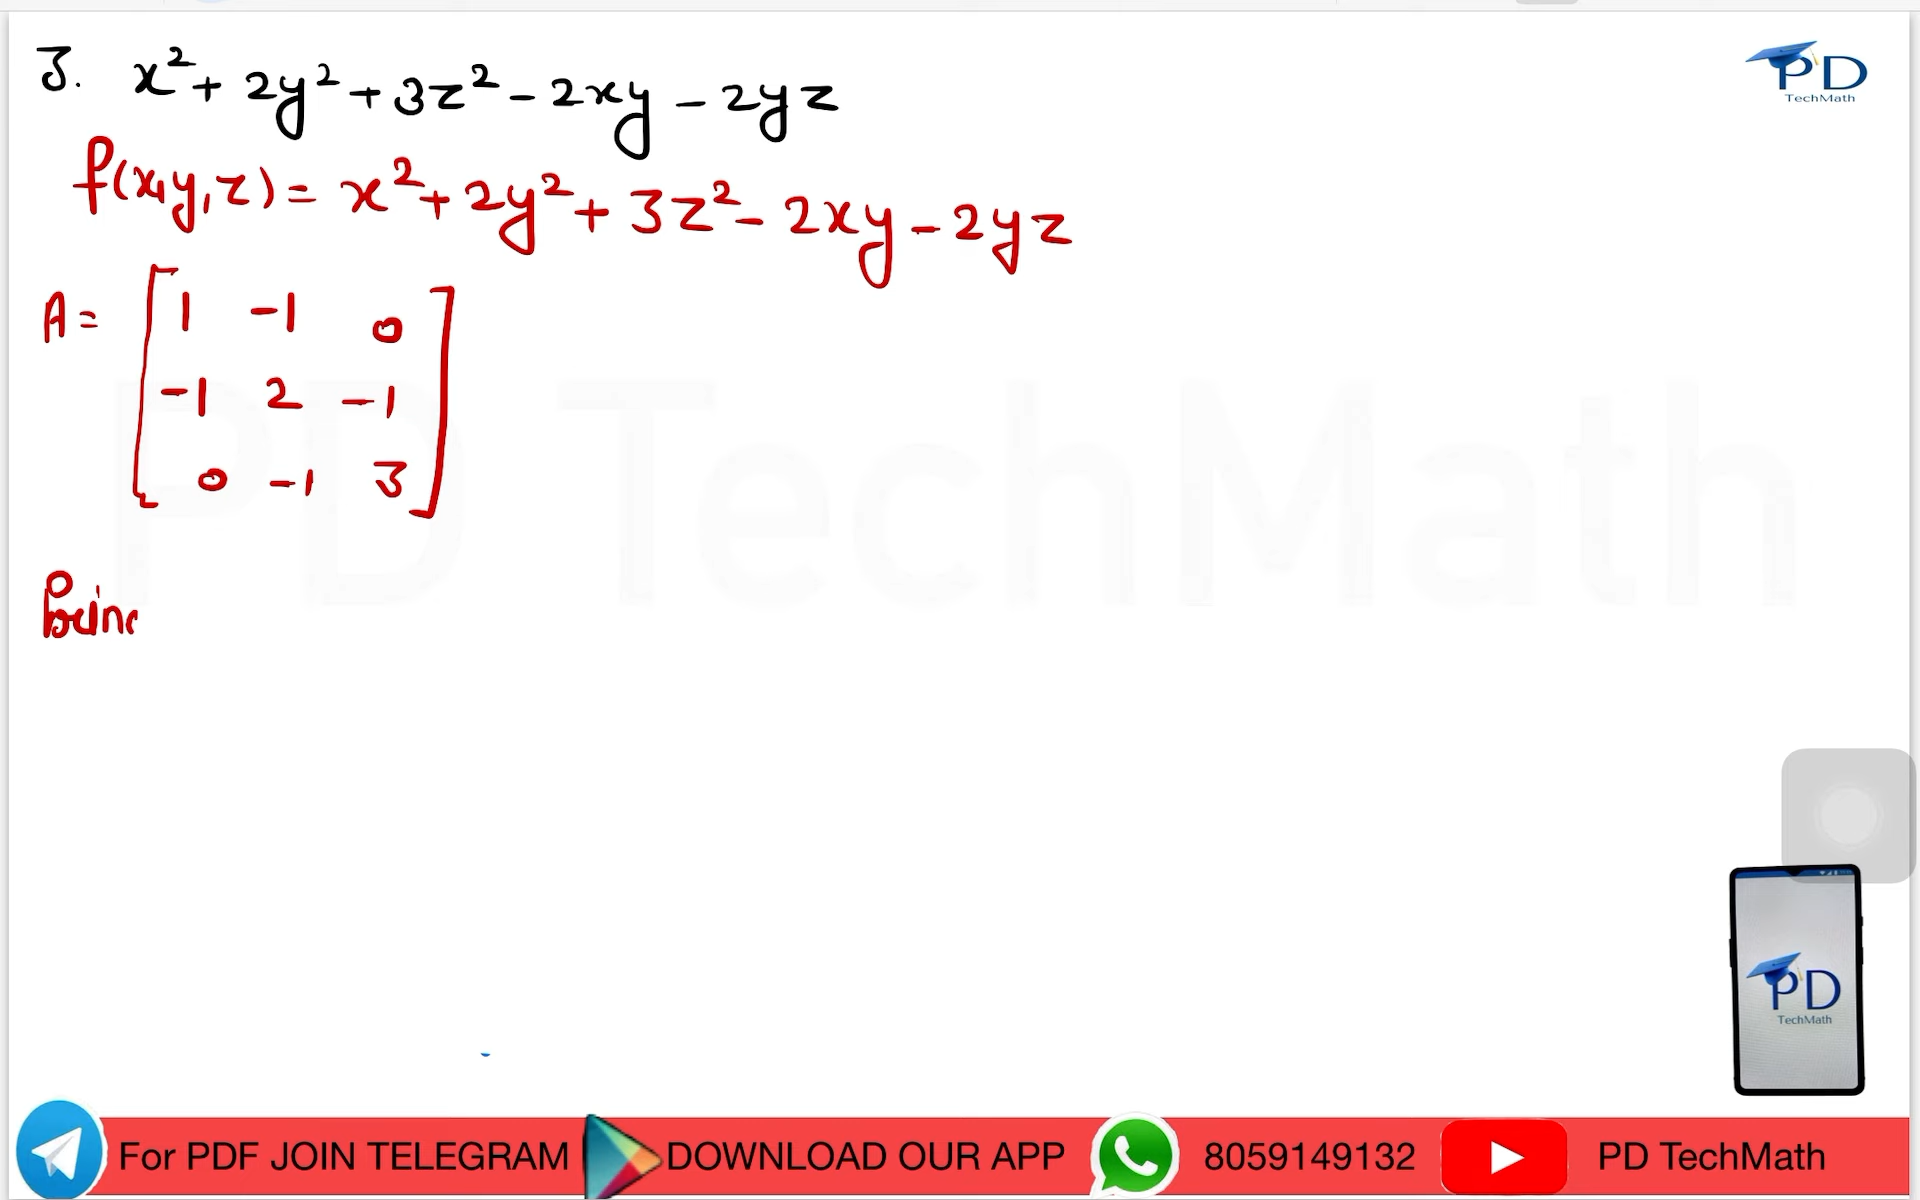 3. x² + 2y² + 3z² - 2xy - 2yz
f(x,y,z) = x² + 2y² + 3z² - 2xy - 2yz
A = [ 1 -1 0
-1 2 -1
0 -1 3 ]
PD
TechMath
PD TechMath
PD
TechMath
For PDF JOIN TELEGRAM DOWNLOAD OUR APP 8059149132 PD TechMath